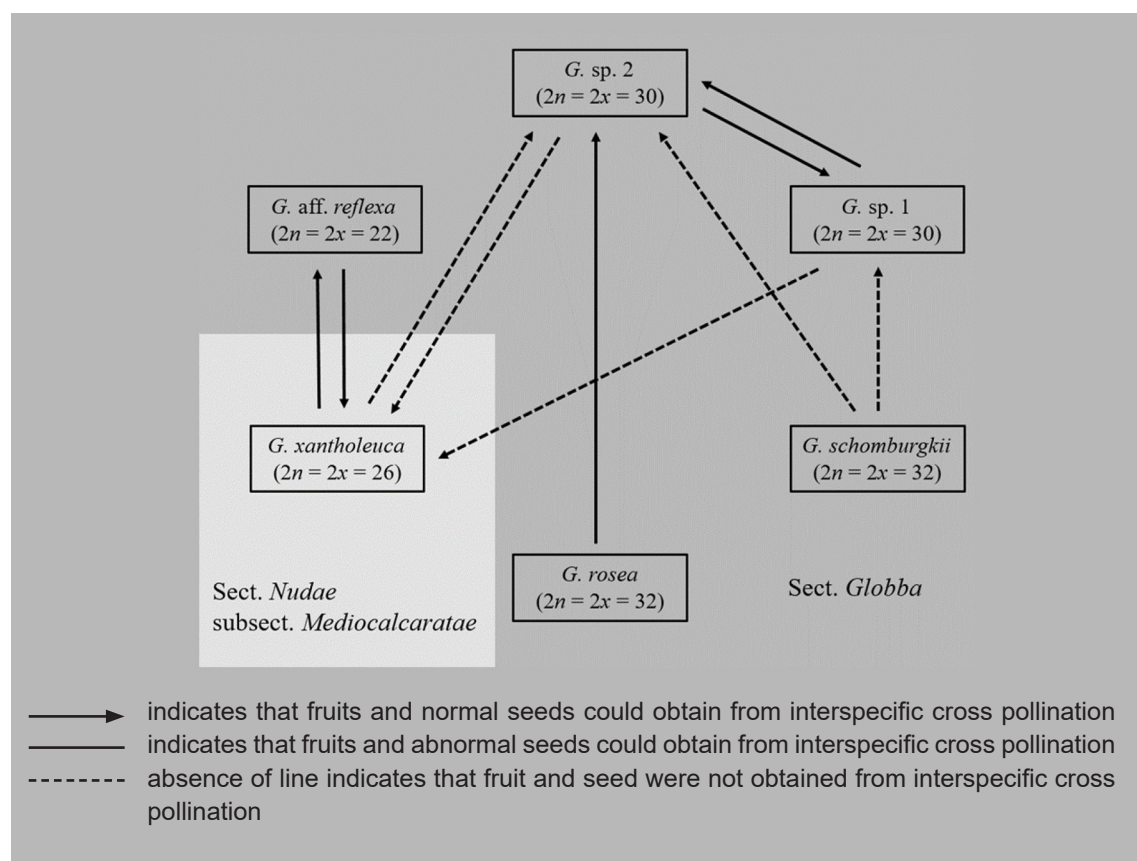 G. sp. 2
(2n = 2x = 30)
G. aff. reflexa
(2n = 2x = 22)
G. sp. 1
(2n = 2x = 30)
G. xantholeuca
(2n = 2x = 26)
G. schomburgkii
(2n = 2x = 32)
G. rosea
(2n = 2x = 32)
Sect. Nudae
subsect. Mediocalcaratae
Sect. Globba
indicates that fruits and normal seeds could obtain from interspecific cross pollination
indicates that fruits and abnormal seeds could obtain from interspecific cross pollination
absence of line indicates that fruit and seed were not obtained from interspecific cross
pollination